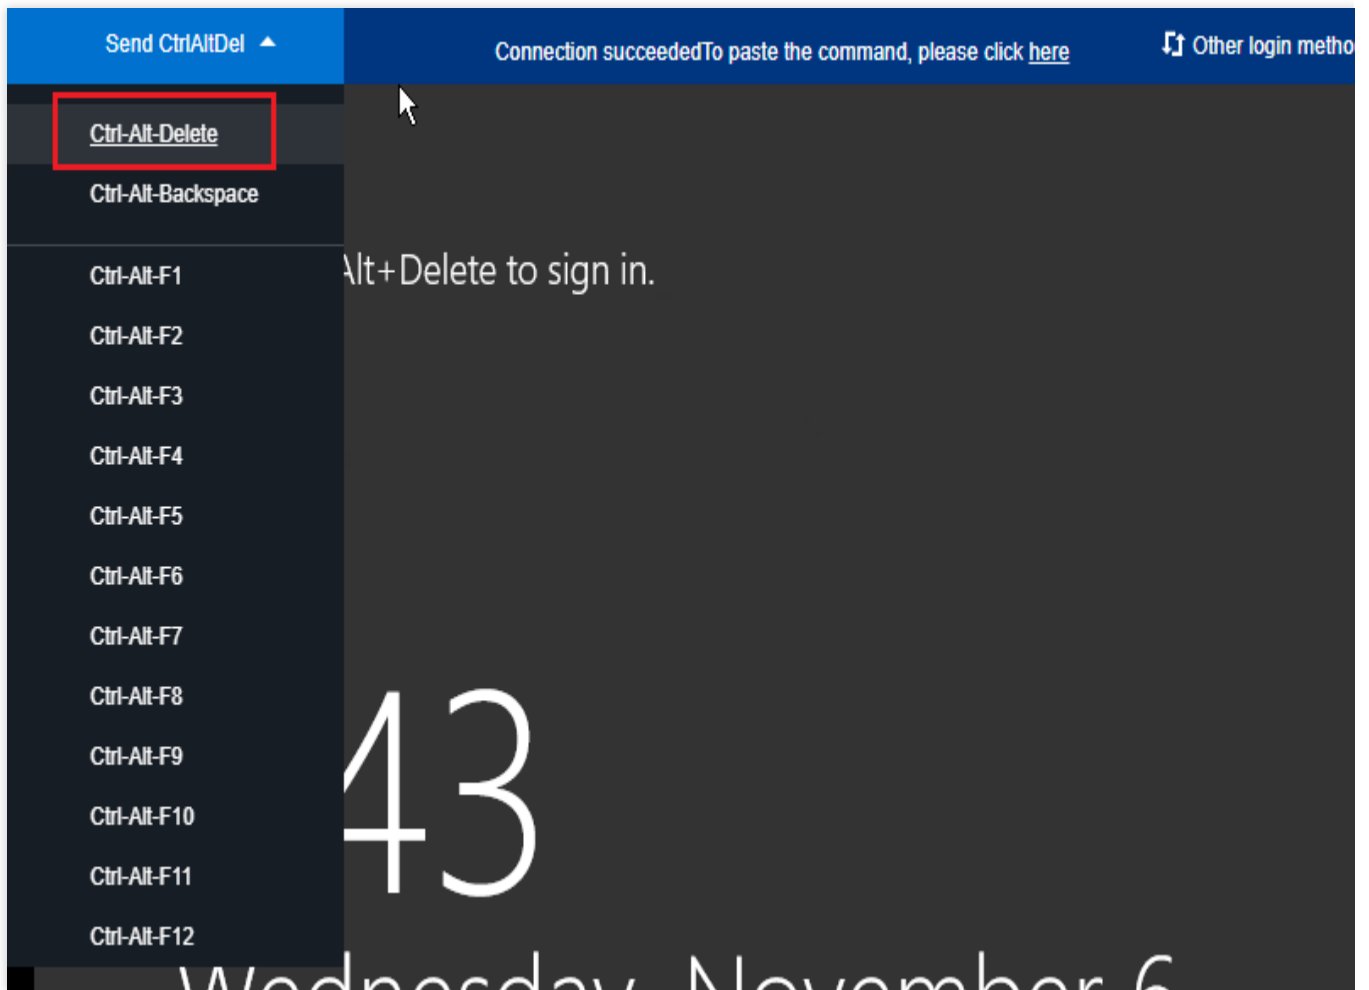 Send CtrlAltDel
Connection succeededTo paste the command, please click here
Other login metho
Ctrl-Alt-Delete
Ctrl-Alt-Backspace
Alt+Delete to sign in.
Ctrl-Alt-F1
Ctrl-Alt-F2
Ctrl-Alt-F3
Ctrl-Alt-F4
Ctrl-Alt-F5
Ctrl-Alt-F6
Ctrl-Alt-F7
Ctrl-Alt-F8
Ctrl-Alt-F9
Ctrl-Alt-F10
Ctrl-Alt-F11
Ctrl-Alt-F12
43
Wednesday, November 6